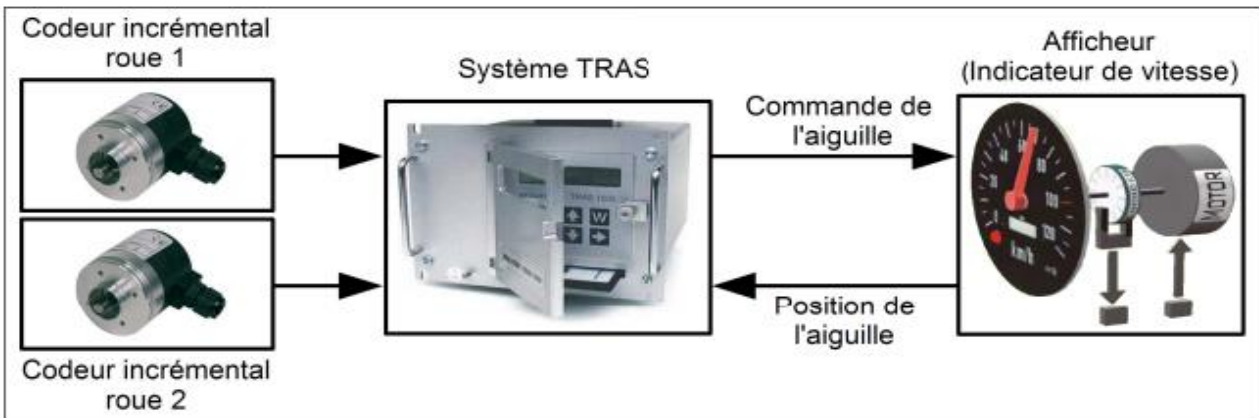 Codeur incrémental
roue 1
Système TRAS
Afficheur
(Indicateur de vitesse)
Commande de
l'aiguille
Position de
l'aiguille
Codeur incrémental
roue 2
W
km/h
MOTOR